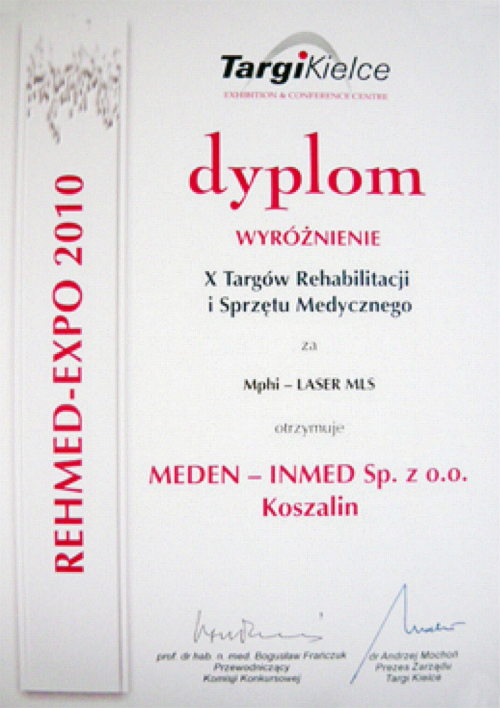 TargiKielce
EXHIBITION & CONFERENCE CENTRE
dyplom
WYRÓŻNIENIE
X Targów Rehabilitacji
i Sprzętu Medycznego
za
Mphi – LASER MLS
otrzymuje
MEDEN – INMED Sp. z o.o.
Koszalin
REHMED-EXPO 2010
prof. dr hab. n. med. Bogusław Frańczuk
Przewodniczący
Komisji Konkursowej
dr Andrzej Mochoń
Prezes Zarządu
Targi Kielce